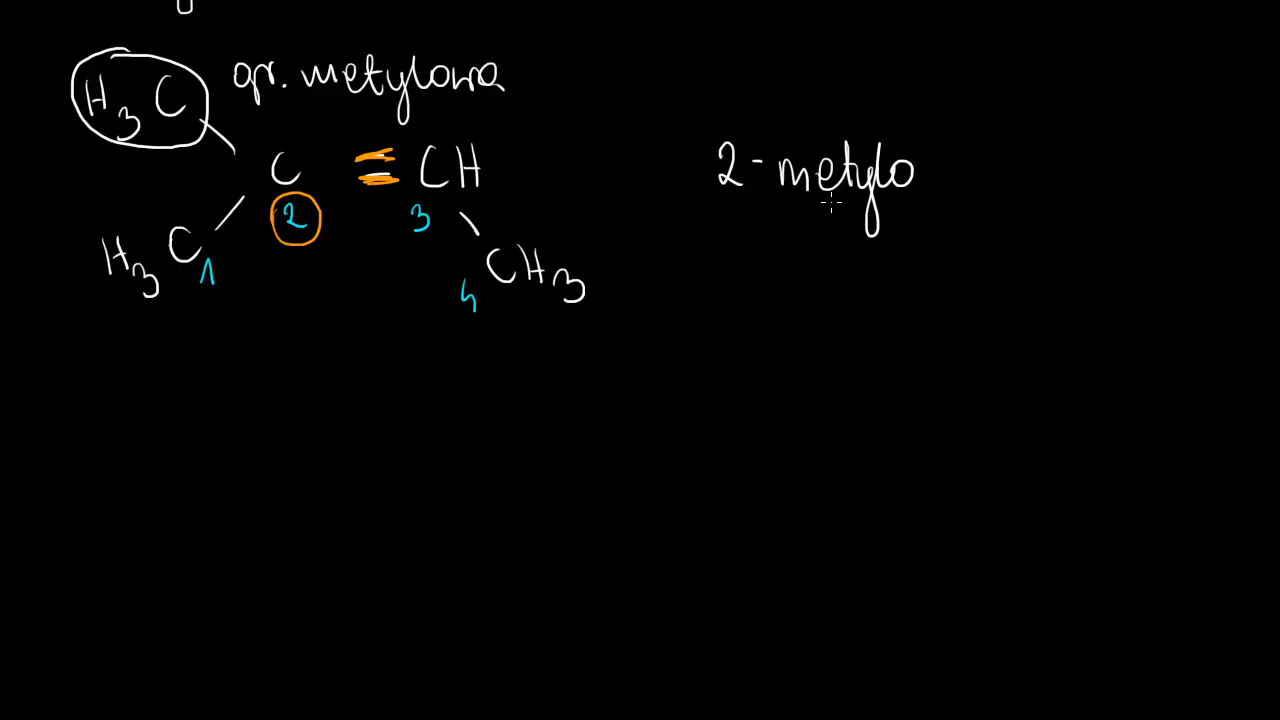 H3C gr. metylowa
C = CH
2 3
2-metylo
H3C CH3
1 4